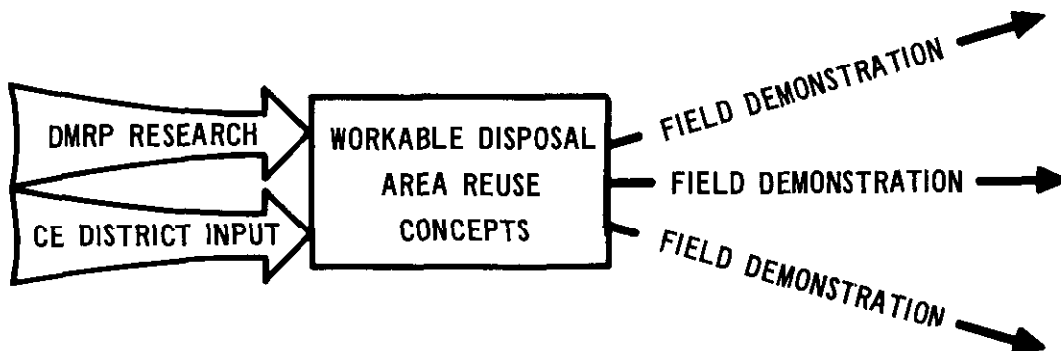 DMRP RESEARCH
CE DISTRICT INPUT
WORKABLE DISPOSAL
AREA REUSE
CONCEPTS
FIELD DEMONSTRATION
FIELD DEMONSTRATION
FIELD DEMONSTRATION